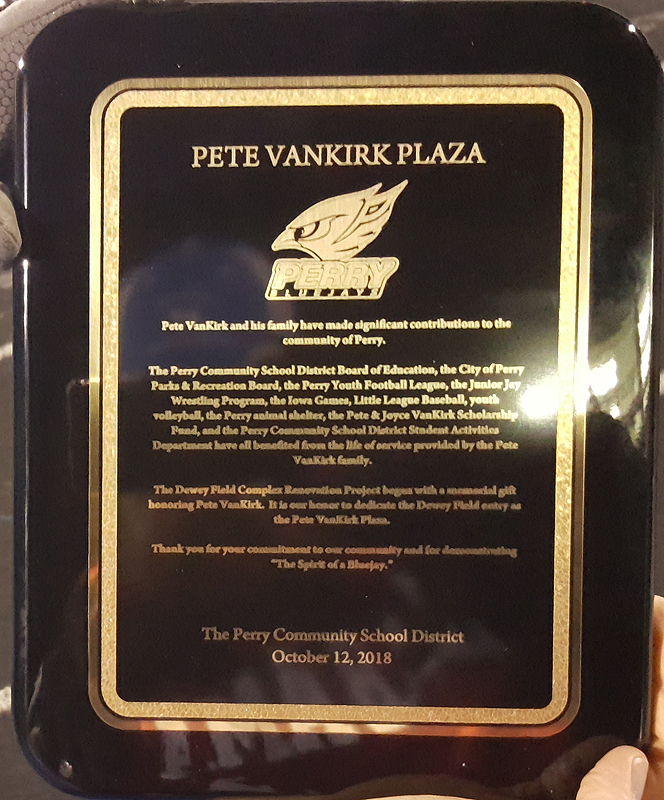 PETE VANKIRK PLAZA
PERRY
BLUEJAYS
Pete VanKirk and his family have made significant contributions to the
community of Perry.
The Perry Community School District Board of Education, the City of Perry
Parks & Recreation Board, the Perry Youth Football League, the Junior Jay
Wrestling Program, the Iowa Games, Little League Baseball, youth
volleyball, the Perry animal shelter, the Pete & Joyce VanKirk Scholarship
Fund, and the Perry Community School District Student Activities
Department have all benefited from the life of service provided by the Pete
VanKirk family.
The Dewey Field Complex Renovation Project began with a memorial gift
honoring Pete VanKirk. It is our honor to dedicate the Dewey Field entry as
the Pete VanKirk Plaza.
Thank you for your commitment to our community and for demonstrating
"The Spirit of a Bluejay."
The Perry Community School District
October 12, 2018